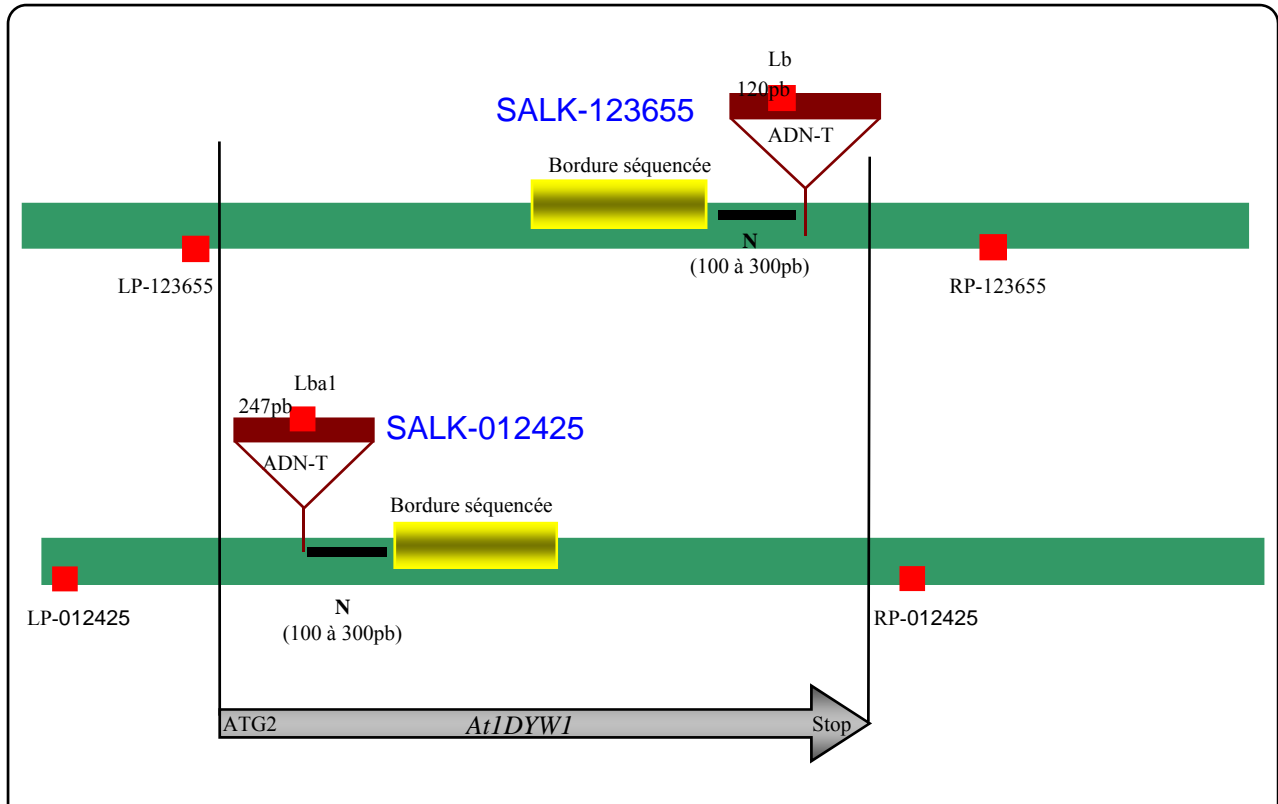 Lb
120pb
SALK-123655
ADN-T
Bordure séquencée
N
(100 à 300pb)
LP-123655
RP-123655
Lba1
247pb
SALK-012425
ADN-T
Bordure séquencée
LP-012425
N
RP-012425
(100 à 300pb)
ATG2
At1DYW1
Stop